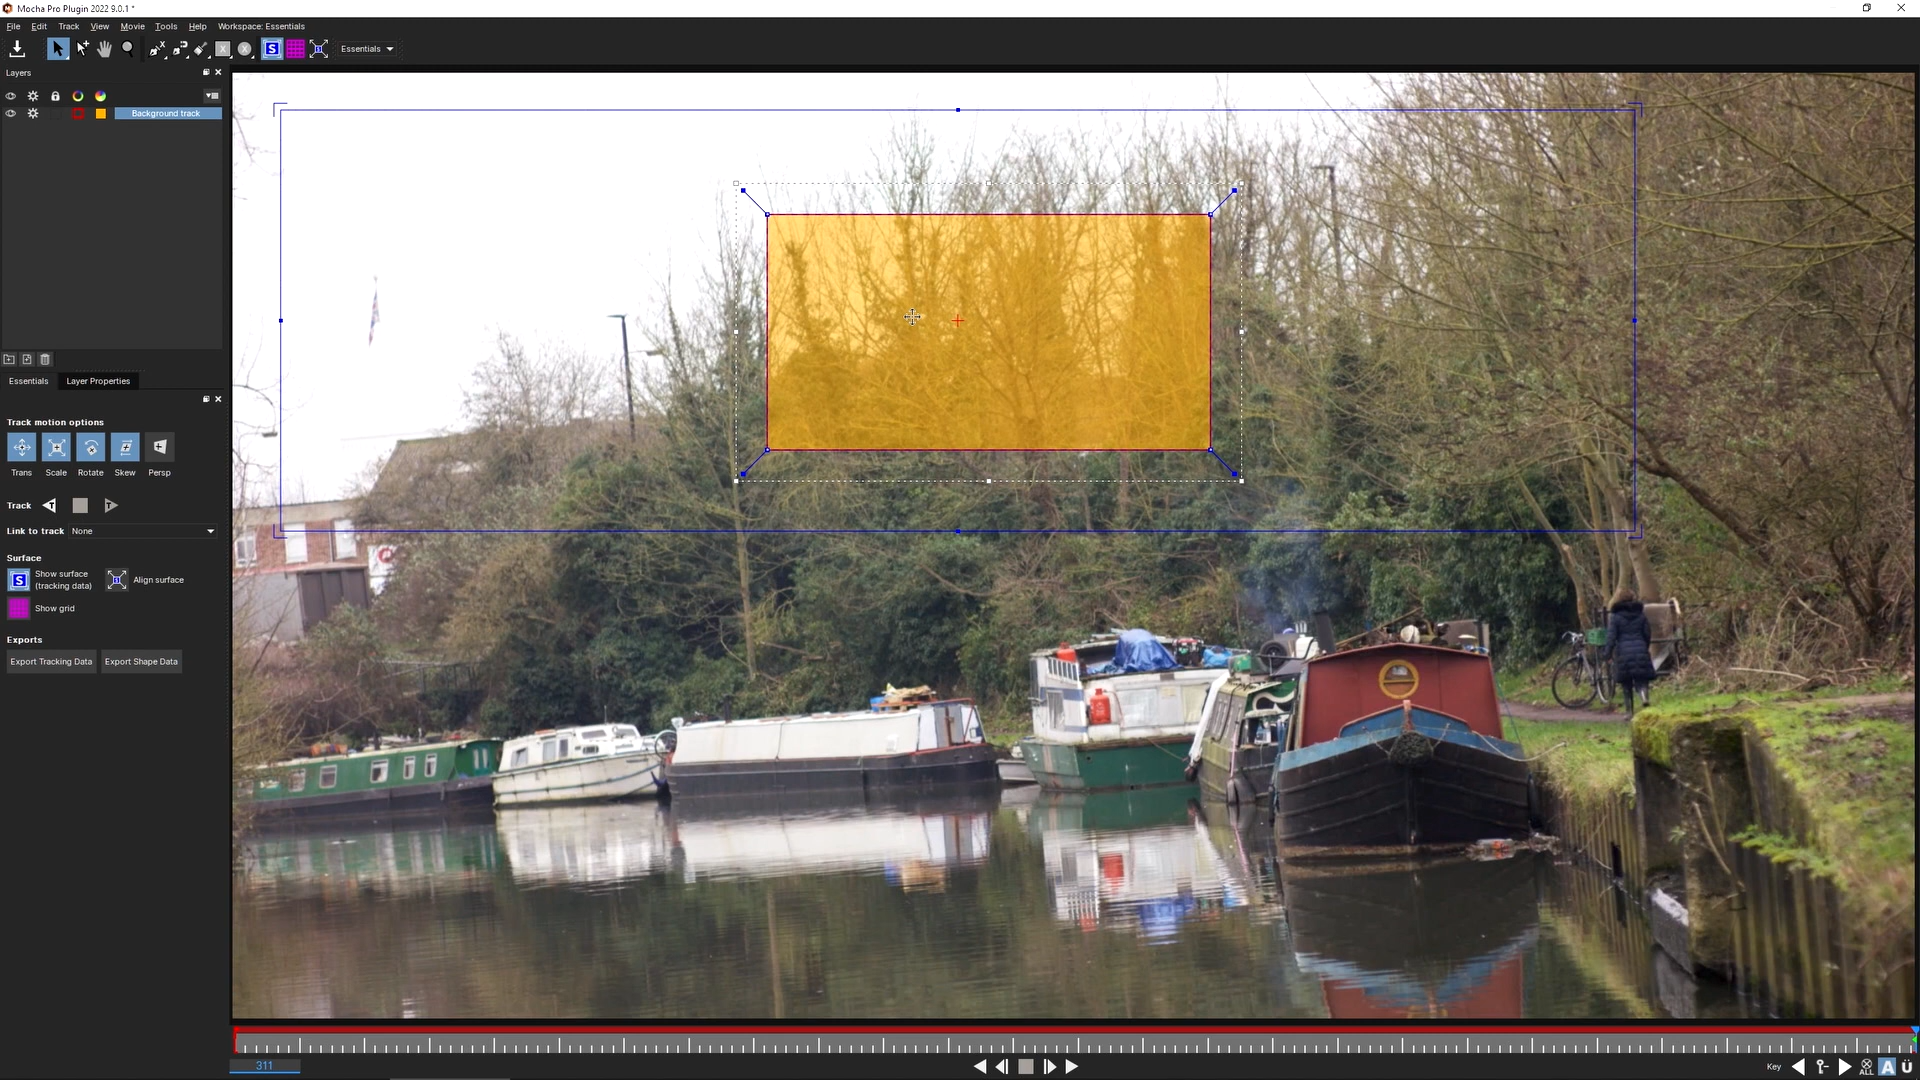 Mocha Pro Plugin 2022 9.0.1 *
File Edit Track View Movie Tools Help Workspace: Essentials
S X X S Essentials
Layers
Background track
Essentials Layer Properties
Track motion options
Trans Scale Rotate Skew Persp
Track
Link to track None
Surface
S Show surface
(tracking data)
Align surface
Show grid
Exports
Export Tracking Data Export Shape Data
311
Key ALL A Ü